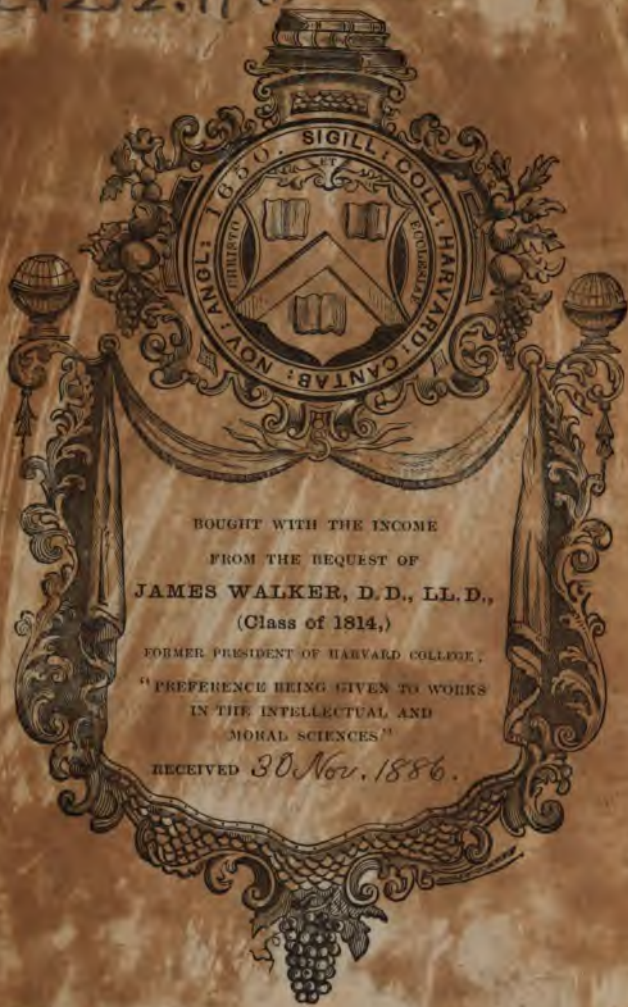 SIGILL: COLL: HARVARD: CANTAB: NOV: ANGL: 1650.
ET
CHRISTO
ECCLESIAE
BOUGHT WITH THE INCOME
FROM THE BEQUEST OF
JAMES WALKER, D.D., LL.D.,
(Class of 1814,)
FORMER PRESIDENT OF HARVARD COLLEGE;
"PREFERENCE BEING GIVEN TO WORKS
IN THE INTELLECTUAL AND
MORAL SCIENCES"
RECEIVED 30 Nov. 1886.